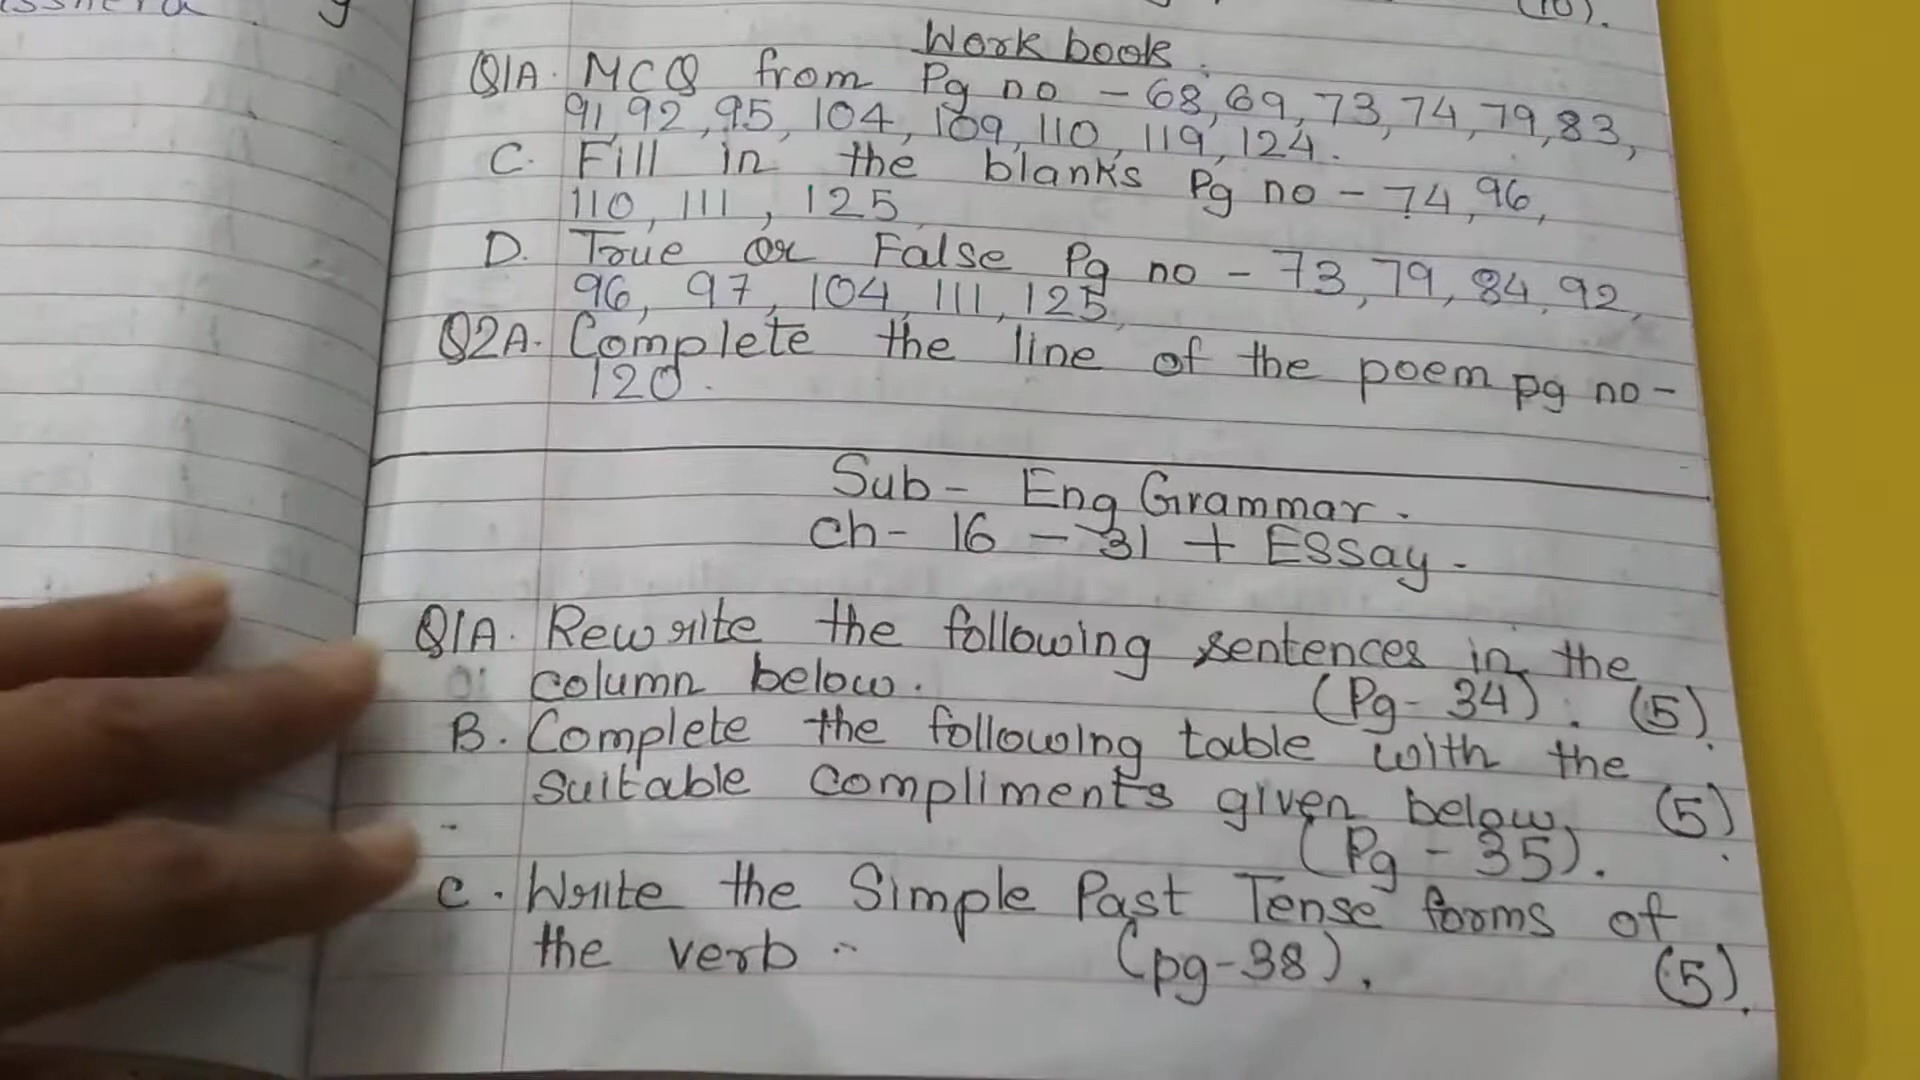 (10).
Work book.
Q1A. MCQ from Pg no - 68, 69, 73, 74, 79, 83,
91, 92, 95, 104, 109, 110, 119, 124.
C. Fill in the blanks Pg no - 74, 96,
110, 111, 125
D. True or False Pg no - 73, 79, 84, 92,
96, 97, 104, 111, 125,
Q2A. Complete the line of the poem pg no -
120.
Sub - Eng Grammar.
Ch - 16 - 31 + Essay -
Q1A. Rewrite the following sentences in the
column below. (Pg - 34). (5).
B. Complete the following table with the
suitable compliments given below. (5)
(Pg - 35).
C. Write the Simple Past Tense forms of
the verb :- (pg-38). (5).